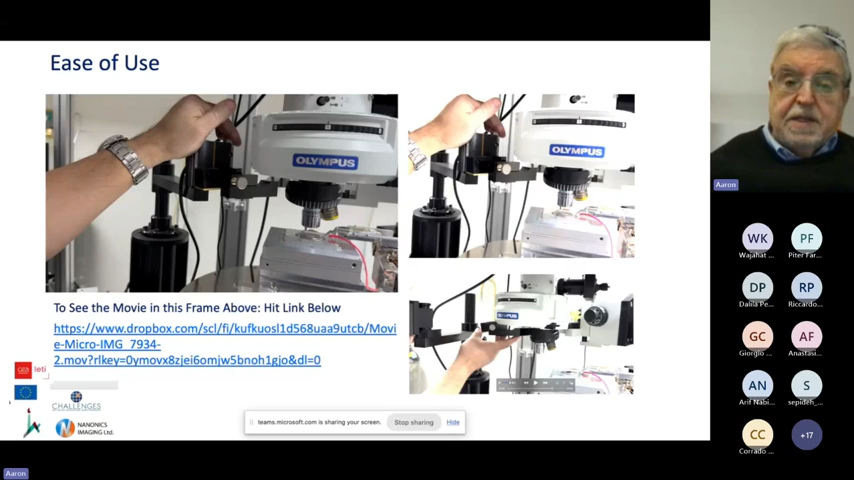 Ease of Use
OLYMPUS
OLYMPUS
To See the Movie in this Frame Above: Hit Link Below
https://www.dropbox.com/scl/fi/kufkuosl1d568uaa9utcb/Movi
e-Micro-IMG_7934-
2.mov?rlkey=0ymovx8zjei6omjw5bnoh1gjo&dl=0
OLYMPUS
leti
CHALLENGES
NANONICS
IMAGING Ltd.
teams.microsoft.com is sharing your screen.
Stop sharing
Hide
Aaron
WK
Wajahat ...
PF
Piter Far...
DP
Dalila Pe...
RP
Riccardo...
GC
Giorgio ...
AF
Anastasi...
AN
Arif Nabi...
S
sepideh_...
CC
Corrado ...
+17
Aaron